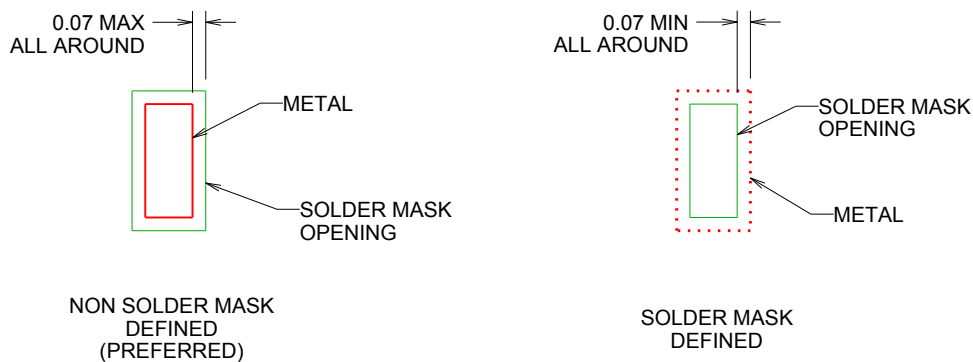 0.07 MAX
ALL AROUND
METAL
SOLDER MASK
OPENING
NON SOLDER MASK
DEFINED
(PREFERRED)
0.07 MIN
ALL AROUND
SOLDER MASK
OPENING
METAL
SOLDER MASK
DEFINED